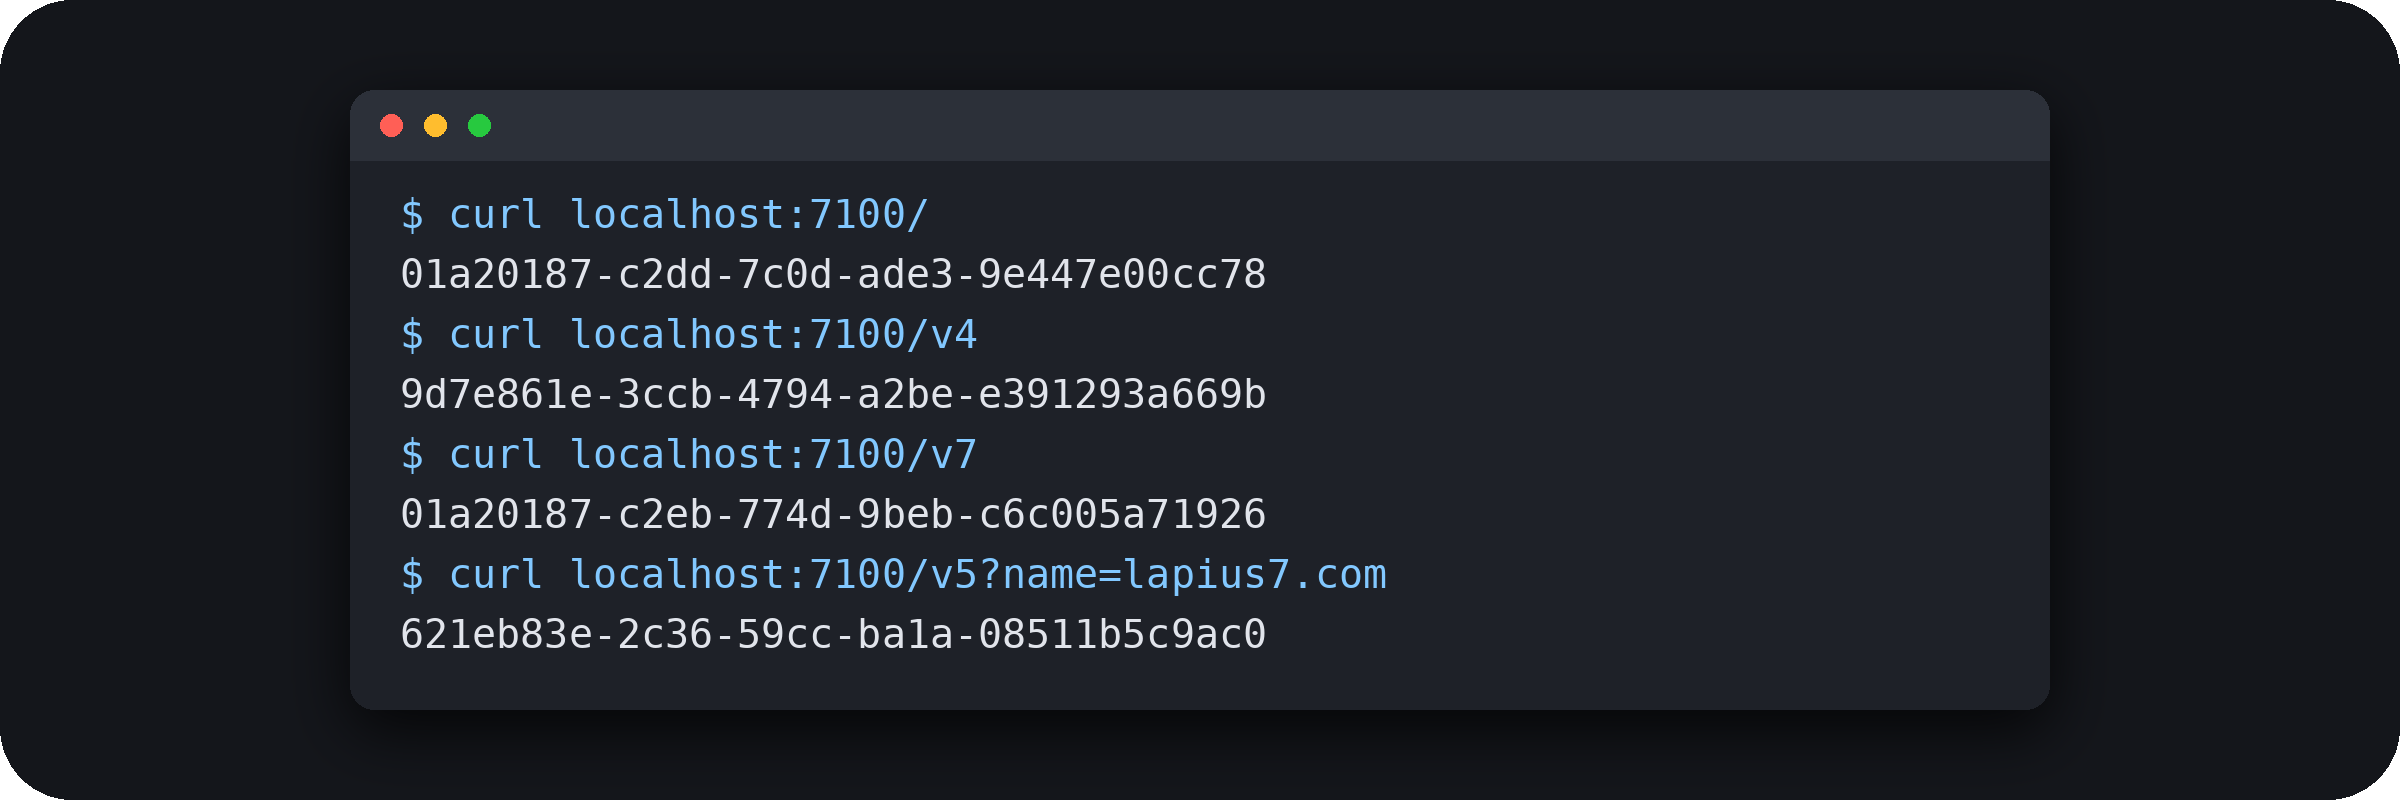 $ curl localhost:7100/
01a20187-c2dd-7c0d-ade3-9e447e00cc78
$ curl localhost:7100/v4
9d7e861e-3ccb-4794-a2be-e391293a669b
$ curl localhost:7100/v7
01a20187-c2eb-774d-9beb-c6c005a71926
$ curl localhost:7100/v5?name=lapius7.com
621eb83e-2c36-59cc-ba1a-08511b5c9ac0